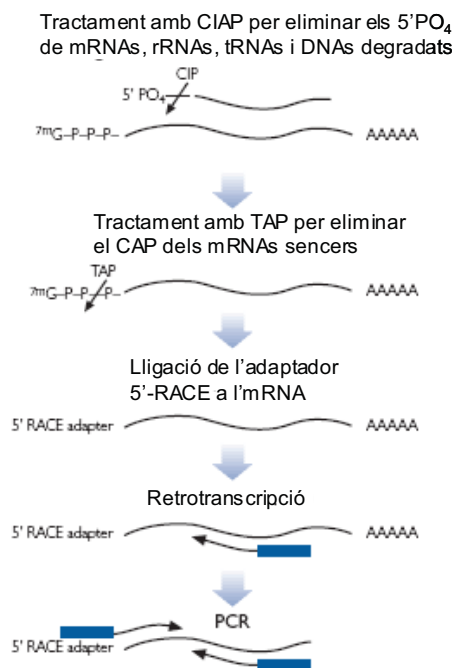 Tractament amb CIAP per eliminar els 5'PO4
de mRNAs, rRNAs, tRNAs i DNAs degradats
CIP
5' PO4
7mG–P–P–P– AAAAA
Tractament amb TAP per eliminar
el CAP dels mRNAs sencers
TAP
7mG–P–P–P– AAAAA
Lligació de l'adaptador
5'-RACE a l'mRNA
5' RACE adapter AAAAA
Retrotranscripció
5' RACE adapter AAAAA
PCR
5' RACE adapter